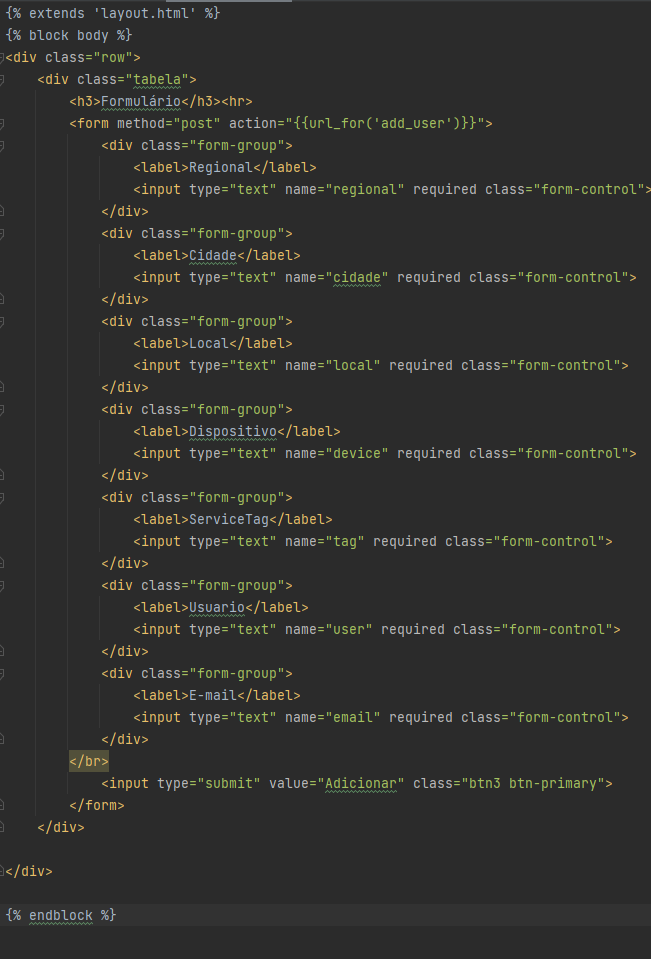 {% extends 'layout.html' %}
{% block body %}
<div class="row">
    <div class="tabela">
        <h3>Formulário</h3><hr>
        <form method="post" action="{{url_for('add_user')}}">
            <div class="form-group">
                <label>Regional</label>
                <input type="text" name="regional" required class="form-control">
            </div>
            <div class="form-group">
                <label>Cidade</label>
                <input type="text" name="cidade" required class="form-control">
            </div>
            <div class="form-group">
                <label>Local</label>
                <input type="text" name="local" required class="form-control">
            </div>
            <div class="form-group">
                <label>Dispositivo</label>
                <input type="text" name="device" required class="form-control">
            </div>
            <div class="form-group">
                <label>ServiceTag</label>
                <input type="text" name="tag" required class="form-control">
            </div>
            <div class="form-group">
                <label>Usuario</label>
                <input type="text" name="user" required class="form-control">
            </div>
            <div class="form-group">
                <label>E-mail</label>
                <input type="text" name="email" required class="form-control">
            </div>
        </br>
            <input type="submit" value="Adicionar" class="btn3 btn-primary">
        </form>
    </div>

</div>

{% endblock %}